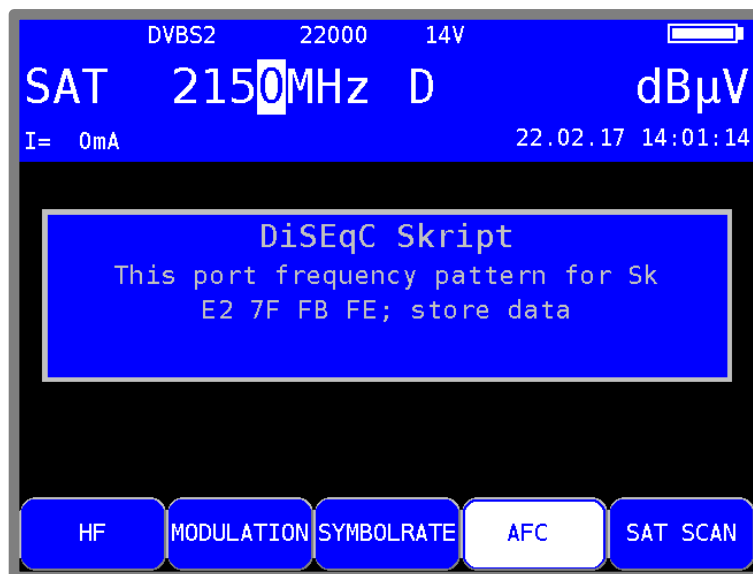 DVBS2 22000 14V
SAT 2150MHz D dBµV
I= 0mA 22.02.17 14:01:14
DiSEqC Skript
This port frequency pattern for Sk
E2 7F FB FE; store data
HF MODULATION SYMBOLRATE AFC SAT SCAN